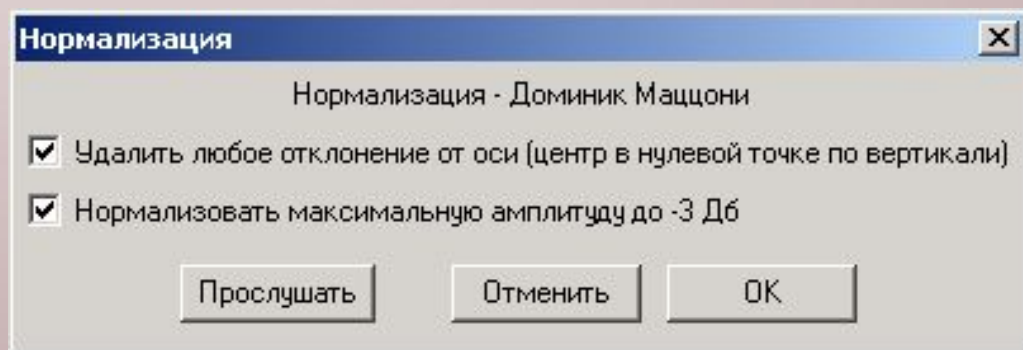 Нормализация
Нормализация - Доминик Маццони
Удалить любое отклонение от оси (центр в нулевой точке по вертикали)
Нормализовать максимальную амплитуду до -3 Дб
Прослушать Отменить OK